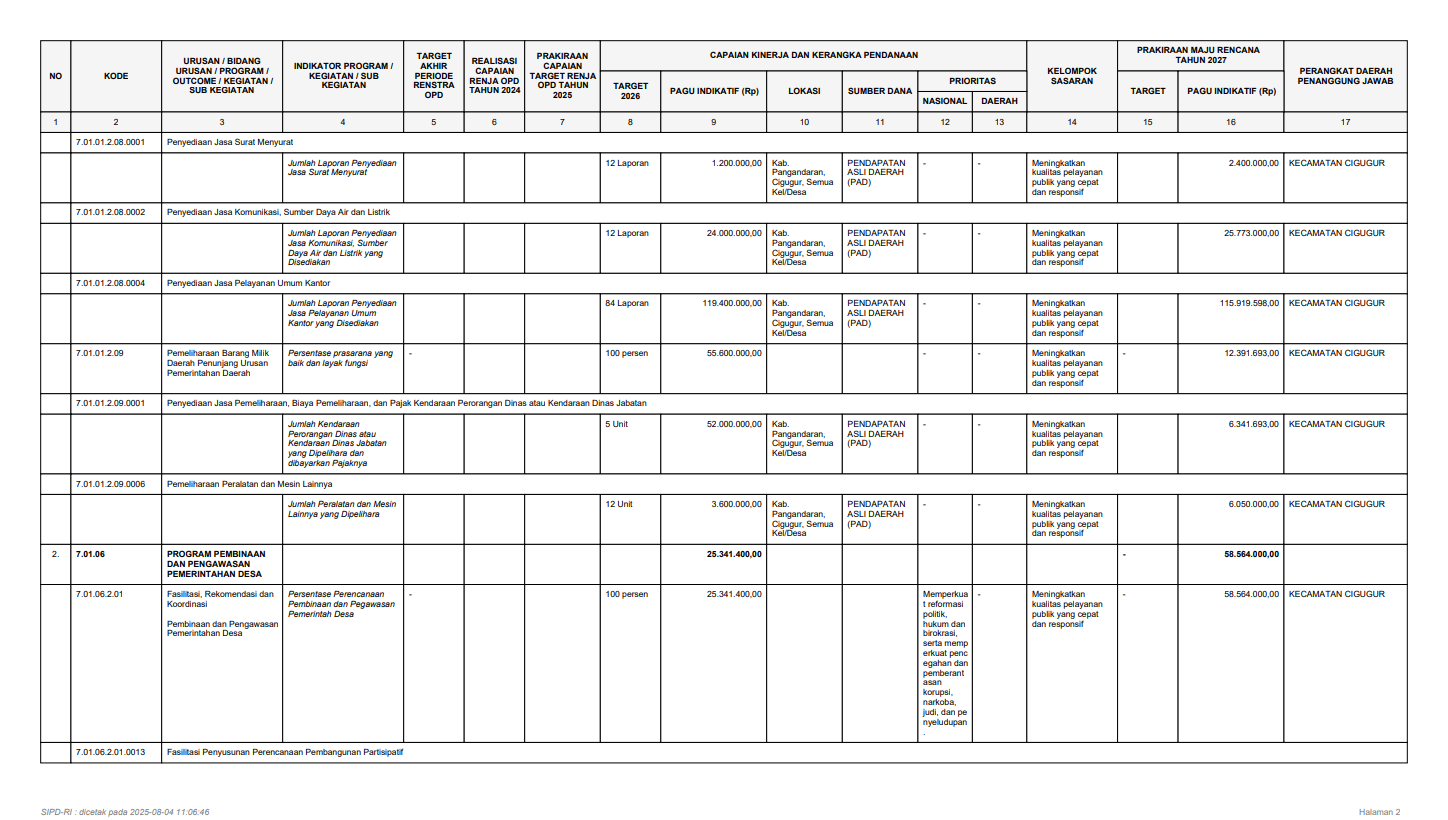 NO
KODE
URUSAN / BIDANG
URUSAN / PROGRAM /
OUTCOME / KEGIATAN /
SUB KEGIATAN
INDIKATOR PROGRAM /
KEGIATAN / SUB
KEGIATAN
TARGET
AKHIR
PERIODE
RENSTRA
OPD
REALISASI
CAPAIAN
RENJA OPD
TAHUN 2024
PRAKIRAAN
CAPAIAN
TARGET RENJA
OPD TAHUN
2025
CAPAIAN KINERJA DAN KERANGKA PENDANAAN
TARGET
2026
PAGU INDIKATIF (Rp)
LOKASI
SUMBER DANA
PRIORITAS
NASIONAL
DAERAH
KELOMPOK
SASARAN
PRAKIRAAN MAJU RENCANA
TAHUN 2027
TARGET
PAGU INDIKATIF (Rp)
PERANGKAT DAERAH
PENANGGUNG JAWAB
1 2 3 4 5 6 7 8 9 10 11 12 13 14 15 16 17
7.01.01.2.08.0001 Penyediaan Jasa Surat Menyurat
Jumlah Laporan Penyediaan
Jasa Surat Menyurat
12 Laporan
1.200.000,00
Kab.
Pangandaran,
Cigugur, Semua
Kel/Desa
PENDAPATAN
ASLI DAERAH
(PAD)
-
-
Meningkatkan
kualitas pelayanan
publik yang cepat
dan responsif
2.400.000,00
KECAMATAN CIGUGUR
7.01.01.2.08.0002 Penyediaan Jasa Komunikasi, Sumber Daya Air dan Listrik
Jumlah Laporan Penyediaan
Jasa Komunikasi, Sumber
Daya Air dan Listrik yang
Disediakan
12 Laporan
24.000.000,00
Kab.
Pangandaran,
Cigugur, Semua
Kel/Desa
PENDAPATAN
ASLI DAERAH
(PAD)
-
-
Meningkatkan
kualitas pelayanan
publik yang cepat
dan responsif
25.773.000,00
KECAMATAN CIGUGUR
7.01.01.2.08.0004 Penyediaan Jasa Pelayanan Umum Kantor
Jumlah Laporan Penyediaan
Jasa Pelayanan Umum
Kantor yang Disediakan
84 Laporan
119.400.000,00
Kab.
Pangandaran,
Cigugur, Semua
Kel/Desa
PENDAPATAN
ASLI DAERAH
(PAD)
-
-
Meningkatkan
kualitas pelayanan
publik yang cepat
dan responsif
115.919.598,00
KECAMATAN CIGUGUR
7.01.01.2.09
Pemeliharaan Barang Milik
Daerah Penunjang Urusan
Pemerintahan Daerah
Persentase prasarana yang
baik dan layak fungsi
-
100 persen
55.600.000,00
-
-
Meningkatkan
kualitas pelayanan
publik yang cepat
dan responsif
-
12.391.693,00
KECAMATAN CIGUGUR
7.01.01.2.09.0001 Penyediaan Jasa Pemeliharaan, Biaya Pemeliharaan, dan Pajak Kendaraan Perorangan Dinas atau Kendaraan Dinas Jabatan
Jumlah Kendaraan
Perorangan Dinas atau
Kendaraan Dinas Jabatan
yang Dipelihara dan
dibayarkan Pajaknya
5 Unit
52.000.000,00
Kab.
Pangandaran,
Cigugur, Semua
Kel/Desa
PENDAPATAN
ASLI DAERAH
(PAD)
-
-
Meningkatkan
kualitas pelayanan
publik yang cepat
dan responsif
6.341.693,00
KECAMATAN CIGUGUR
7.01.01.2.09.0006 Pemeliharaan Peralatan dan Mesin Lainnya
Jumlah Peralatan dan Mesin
Lainnya yang Dipelihara
12 Unit
3.600.000,00
Kab.
Pangandaran,
Cigugur, Semua
Kel/Desa
PENDAPATAN
ASLI DAERAH
(PAD)
-
-
Meningkatkan
kualitas pelayanan
publik yang cepat
dan responsif
6.050.000,00
KECAMATAN CIGUGUR
2.
7.01.06
PROGRAM PEMBINAAN
DAN PENGAWASAN
PEMERINTAHAN DESA
25.341.400,00
-
58.564.000,00
7.01.06.2.01
Fasilitasi, Rekomendasi dan
Koordinasi
Pembinaan dan Pengawasan
Pemerintahan Desa
Persentase Perencanaan
Pembinaan dan Pegawasan
Pemerintah Desa
-
100 persen
25.341.400,00
Memperkua
t reformasi
politik,
hukum dan
birokrasi,
serta memp
erkuat penc
egahan dan
pemberant
asan
korupsi,
narkoba,
judi, dan pe
nyeludupan
.
-
Meningkatkan
kualitas pelayanan
publik yang cepat
dan responsif
-
58.564.000,00
KECAMATAN CIGUGUR
7.01.06.2.01.0013 Fasilitasi Penyusunan Perencanaan Pembangunan Partisipatif
SIPD-RI : dicetak pada 2025-08-04 11:06:46
Halaman 2